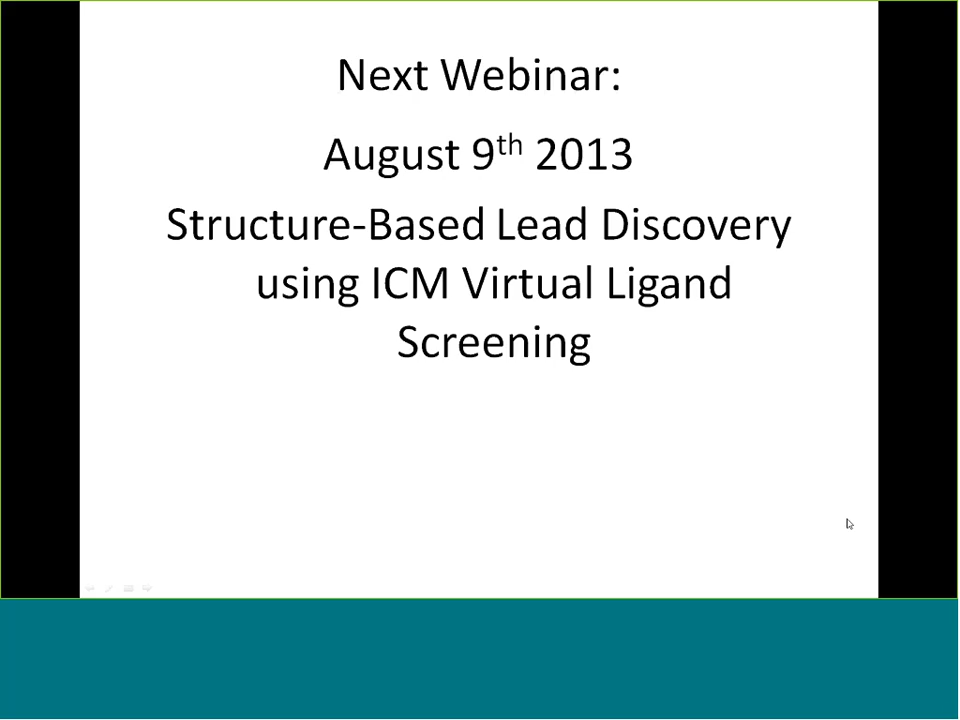 Next Webinar:
August 9th 2013
Structure-Based Lead Discovery
using ICM Virtual Ligand
Screening